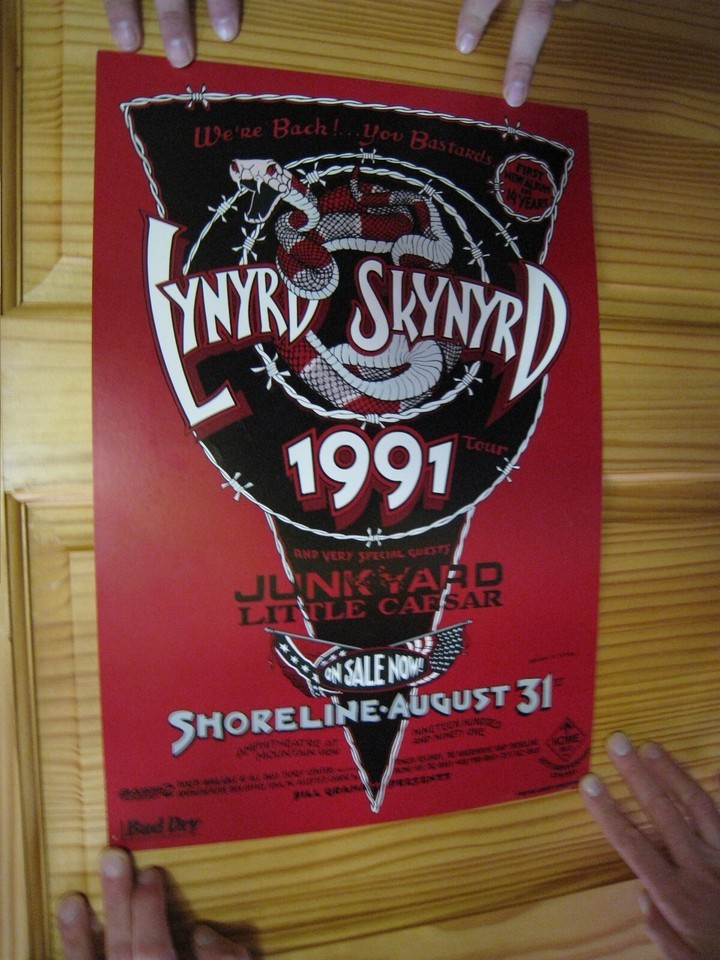 We're Back!...You Bastards
FIRST
NEW ALBUM
IN
14 YEARS
LYNYRD SKYNYRD
1991 TOUR
AND VERY SPECIAL GUESTS
JUNKYARD
LITTLE CAESAR
ON SALE NOW!
SHORELINE·AUGUST 31ST
AMPHITHEATRE AT
MOUNTAIN VIEW
NINETEEN HUNDRED
AND NINETY-ONE
BILL GRAHAM PRESENTS
ACME
Bud Dry